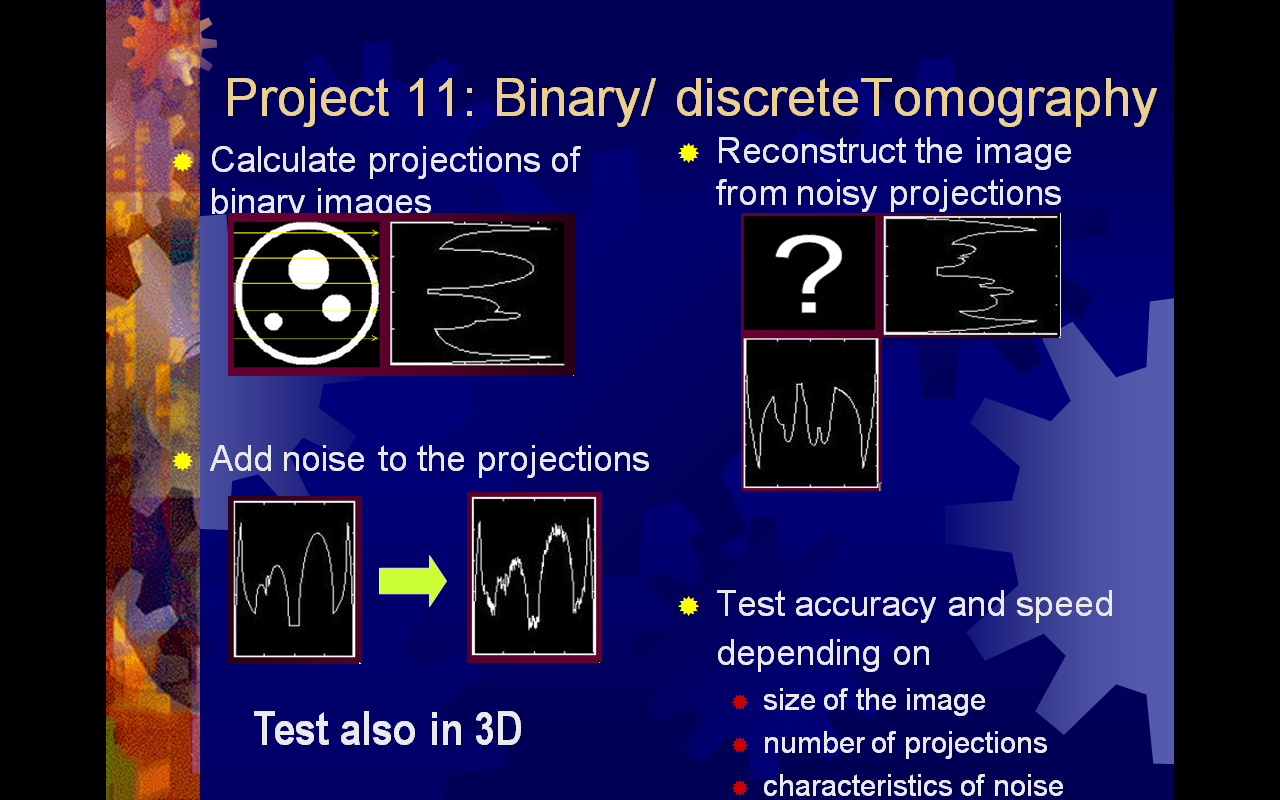 Project 11: Binary/ discreteTomography
Calculate projections of
binary images
Add noise to the projections
Test also in 3D
Reconstruct the image
from noisy projections
?
Test accuracy and speed
depending on
size of the image
number of projections
characteristics of noise